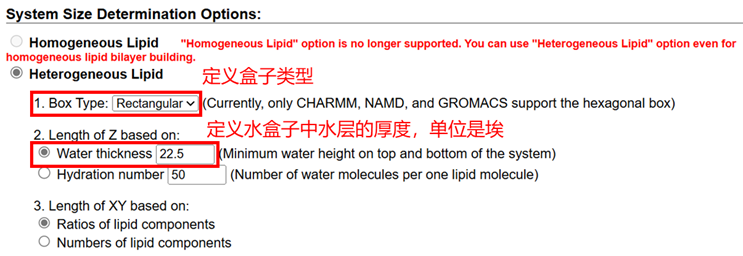 System Size Determination Options:
Homogeneous Lipid "Homogeneous Lipid" option is no longer supported. You can use "Heterogeneous Lipid" option even for
homogeneous lipid bilayer building.
Heterogeneous Lipid 定义盒子类型
1. Box Type: Rectangular (Currently, only CHARMM, NAMD, and GROMACS support the hexagonal box)
2. Length of Z based on: 定义水盒子中水层的厚度，单位是埃
Water thickness 22.5 (Minimum water height on top and bottom of the system)
Hydration number 50 (Number of water molecules per one lipid molecule)
3. Length of XY based on:
Ratios of lipid components
Numbers of lipid components